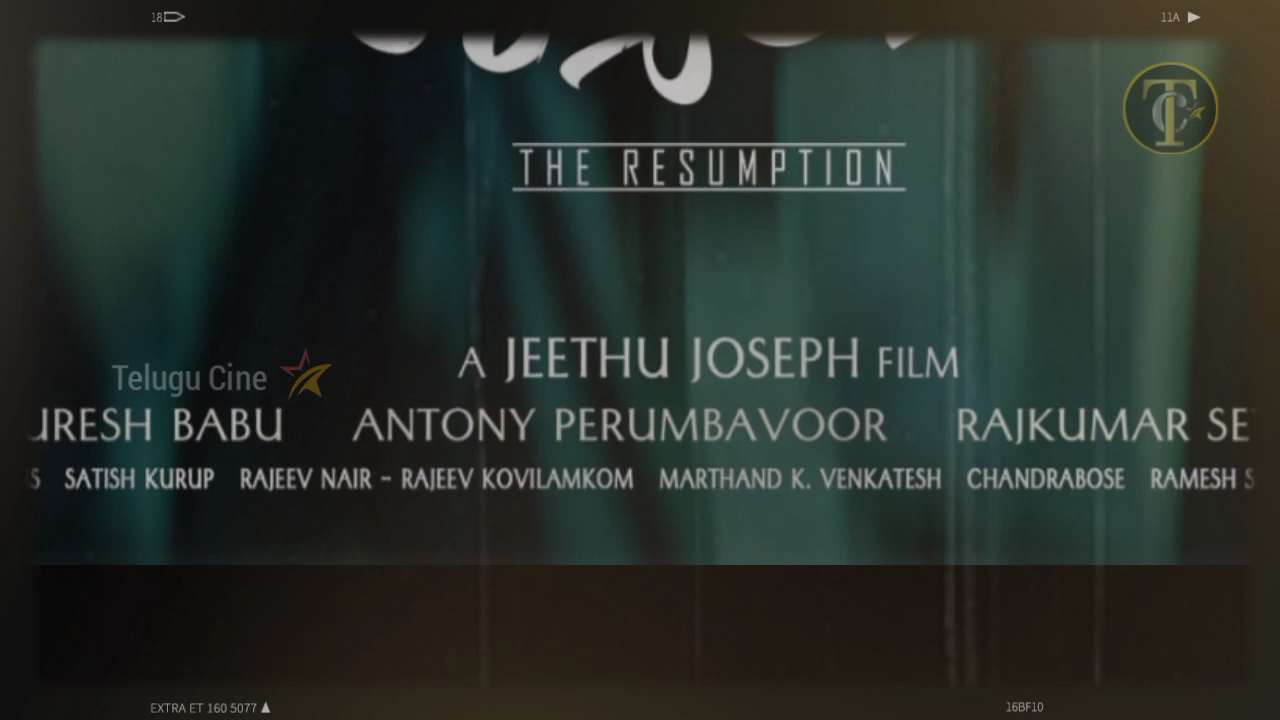 18
11A
THE RESUMPTION
A JEETHU JOSEPH FILM
Telugu Cine
URESH BABU ANTONY PERUMBAVOOR RAJKUMAR SE
S SATISH KURUP RAJEEV NAIR - RAJEEV KOVILAMKOM MARTHAND K. VENKATESH CHANDRABOSE RAMESH S
EXTRA ET 160 5077
16BF10